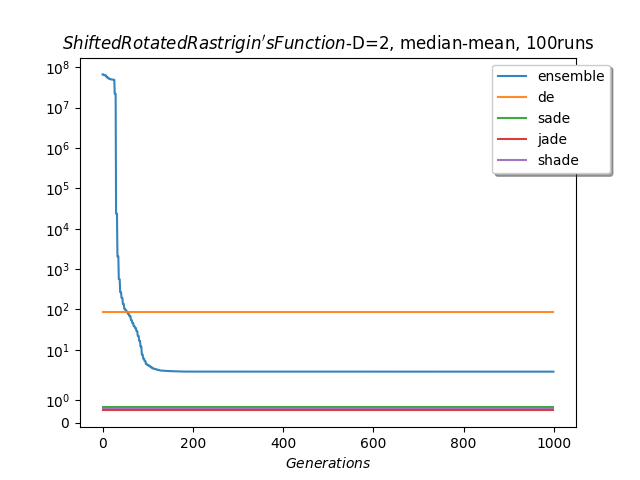 ShiftedRotatedRastrigin'sFunction-D=2, median-mean, 100runs
10^8
10^7
10^6
10^5
10^4
10^3
10^2
10^1
10^0
0
ensemble
de
sade
jade
shade
0 200 400 600 800 1000
Generations